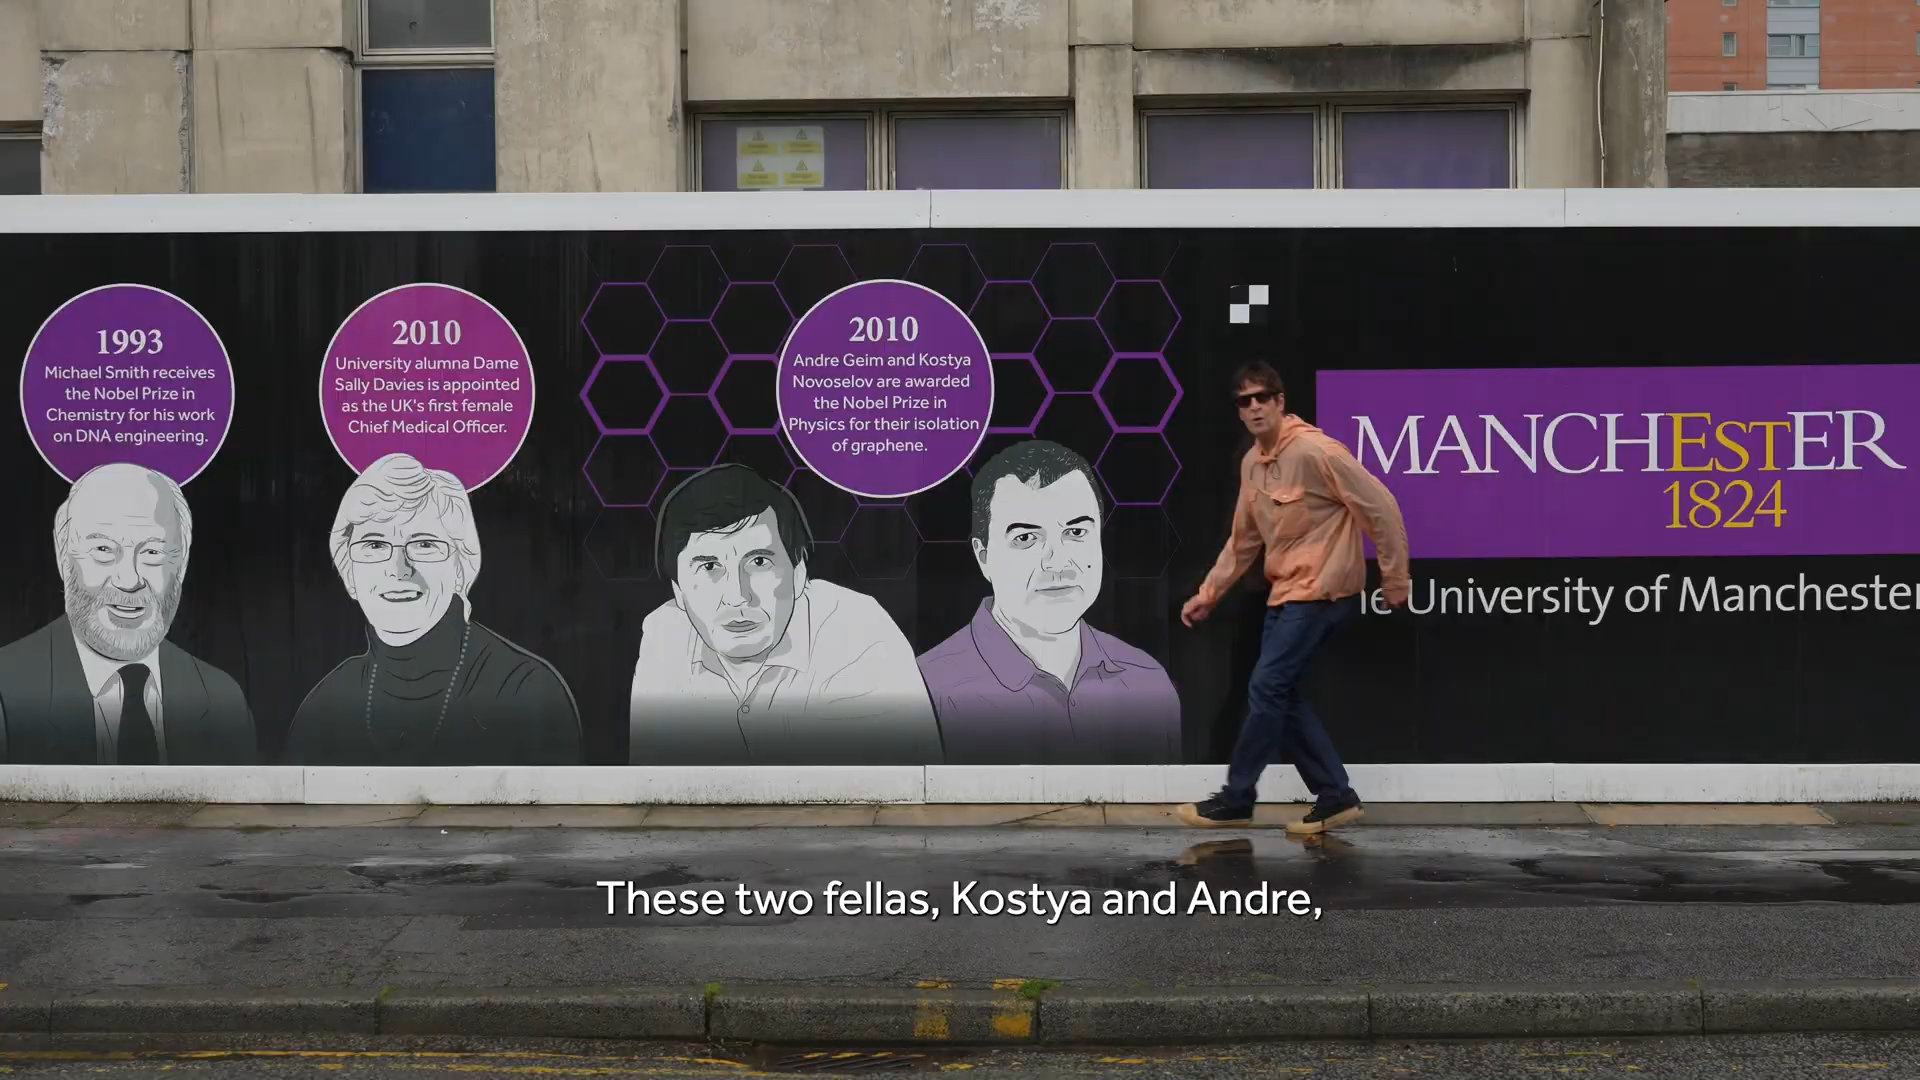 1993
Michael Smith receives
the Nobel Prize in
Chemistry for his work
on DNA engineering.
2010
University alumna Dame
Sally Davies is appointed
as the UK's first female
Chief Medical Officer.
2010
Andre Geim and Kostya
Novoselov are awarded
the Nobel Prize in
Physics for their isolation
of graphene.
MANCHEsTER
1824
he University of Manchester
These two fellas, Kostya and Andre,